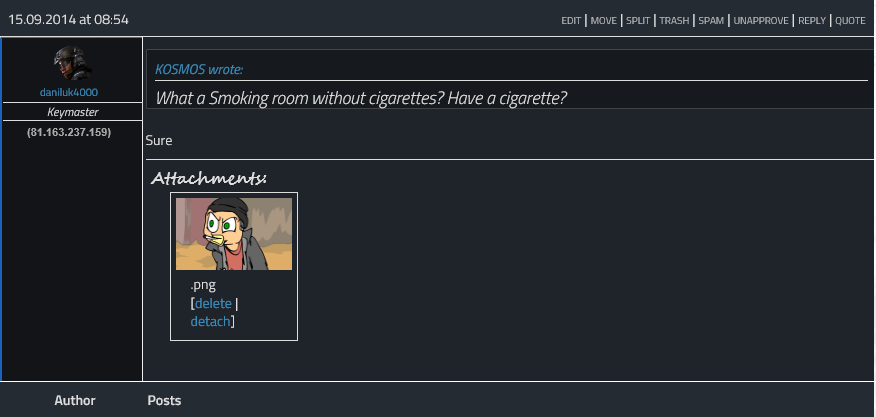 15.09.2014 at 08:54
EDIT | MOVE | SPLIT | TRASH | SPAM | UNAPPROVE | REPLY | QUOTE
daniluk4000
Keymaster
(81.163.237.159)
KOSMOS wrote:
What a Smoking room without cigarettes? Have a cigarette?
Sure
Attachments:
.png
[delete |
detach]
Author Posts